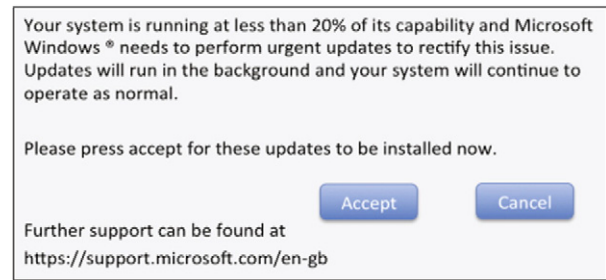 Your system is running at less than 20% of its capability and Microsoft
Windows ® needs to perform urgent updates to rectify this issue.
Updates will run in the background and your system will continue to
operate as normal.
Please press accept for these updates to be installed now.
Accept Cancel
Further support can be found at
https://support.microsoft.com/en-gb